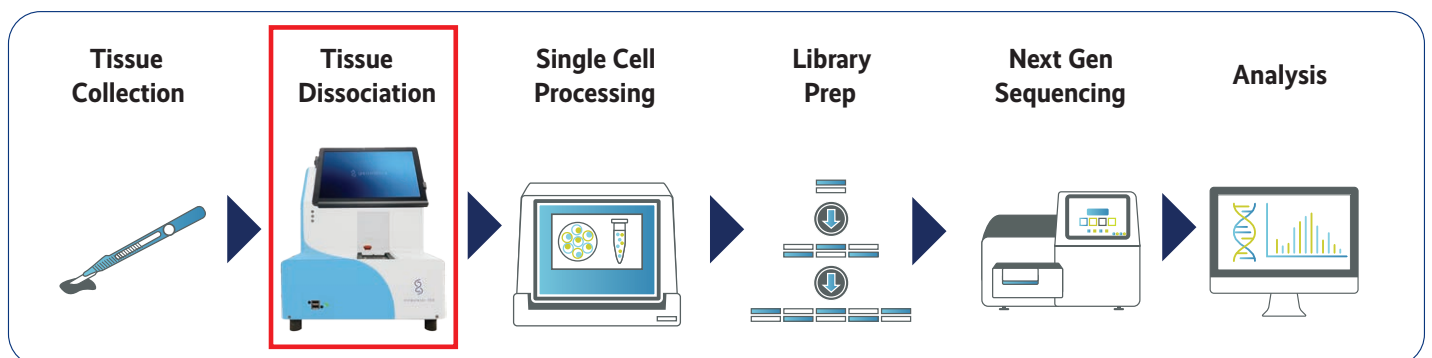 Tissue
Collection
Tissue
Dissociation
Single Cell
Processing
Library
Prep
Next Gen
Sequencing
Analysis